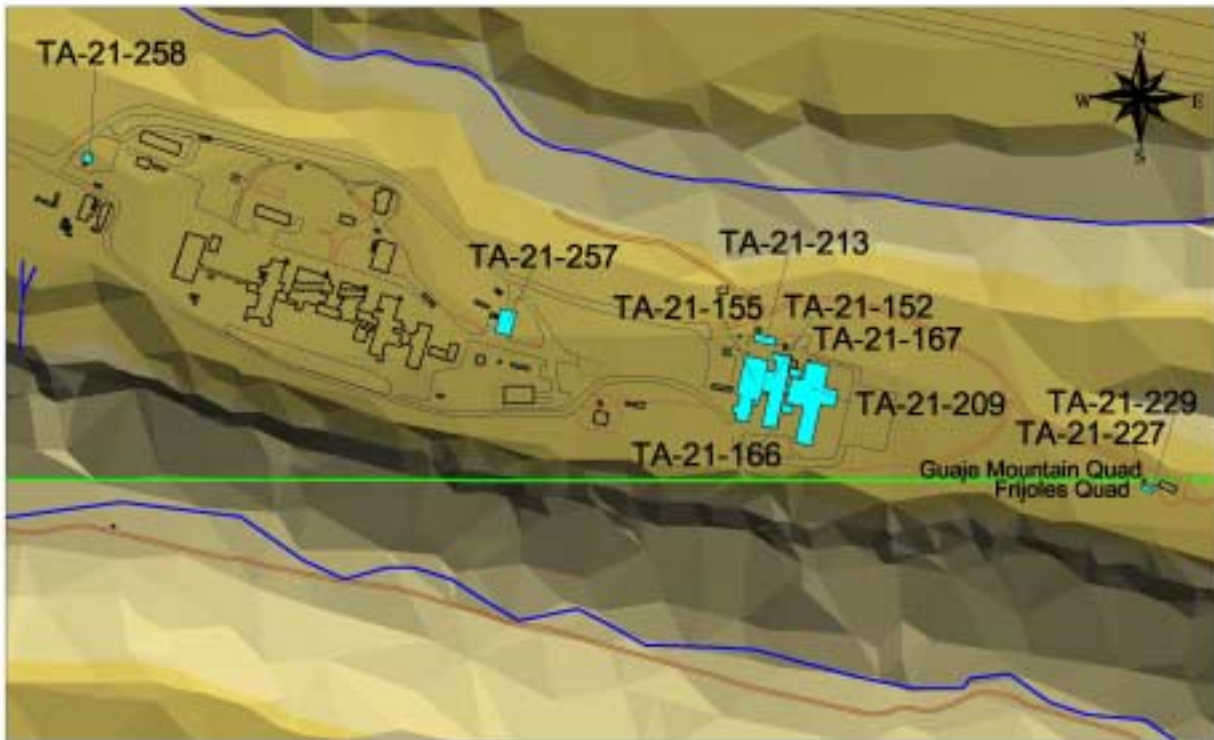 TA-21-258
N
W E
S
TA-21-213
TA-21-257
TA-21-155 TA-21-152
TA-21-167
TA-21-209 TA-21-229
TA-21-227
TA-21-166
Guaje Mountain Quad
Frijoles Quad